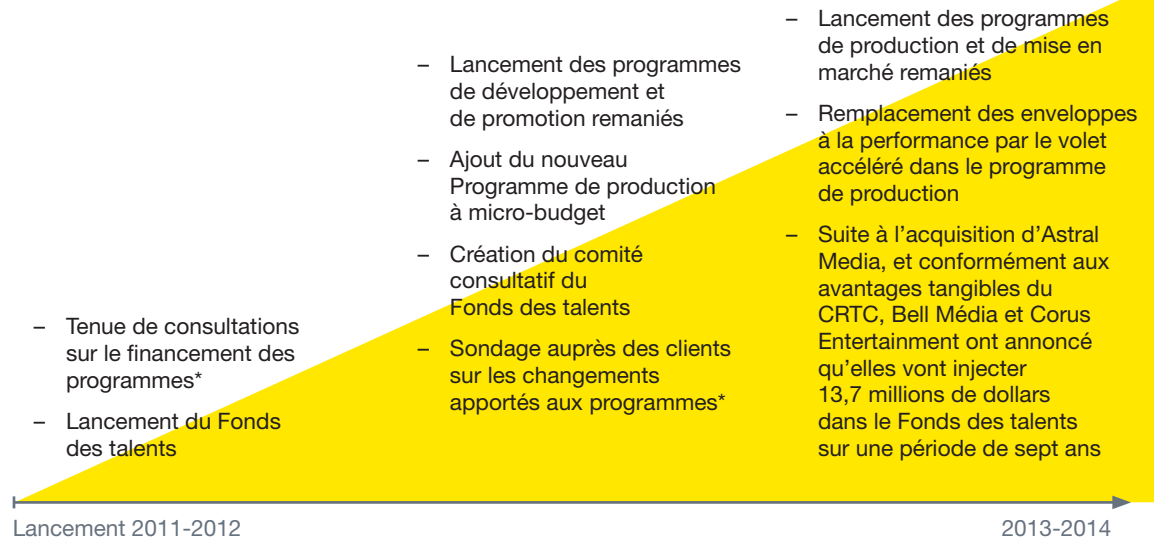 – Tenue de consultations
sur le financement des
programmes*
– Lancement du Fonds
des talents
– Lancement des programmes
de développement et
de promotion remaniés
– Ajout du nouveau
Programme de production
à micro-budget
– Création du comité
consultatif du
Fonds des talents
– Sondage auprès des clients
sur les changements
apportés aux programmes*
– Lancement des programmes
de production et de mise en
marché remaniés
– Remplacement des enveloppes
à la performance par le volet
accéléré dans le programme
de production
– Suite à l’acquisition d’Astral
Media, et conformément aux
avantages tangibles du
CRTC, Bell Média et Corus
Entertainment ont annoncé
qu’elles vont injecter
13,7 millions de dollars
dans le Fonds des talents
sur une période de sept ans
Lancement 2011-2012
2013-2014